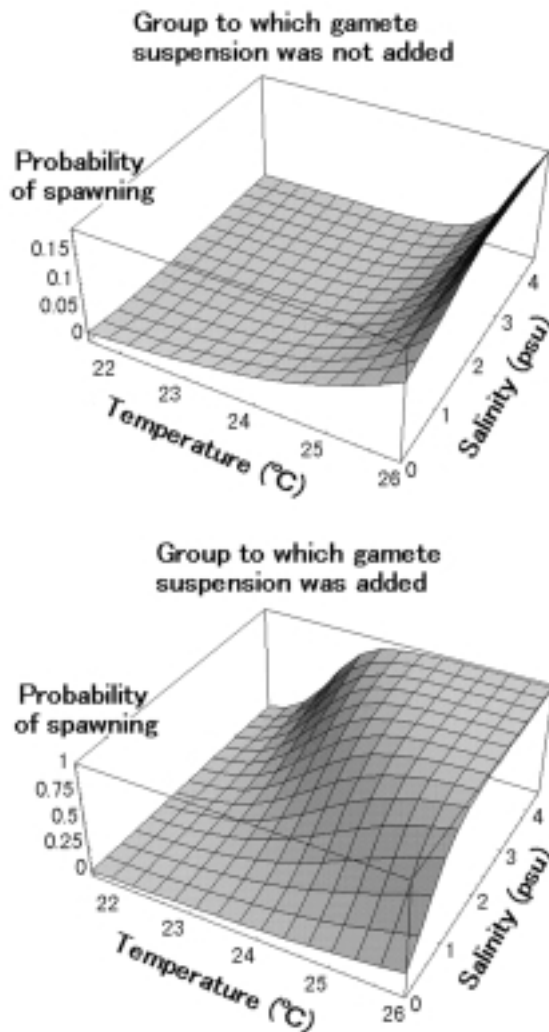 Group to which gamete
suspension was not added
Probability
of spawning
0.15
0.1
0.05
0
22
23
24
25
26
Temperature (°C)
0
1
2
3
4
Salinity (psu)
Group to which gamete
suspension was added
Probability
of spawning
1
0.75
0.5
0.25
0
22
23
24
25
26
Temperature (°C)
0
1
2
3
4
Salinity (psu)